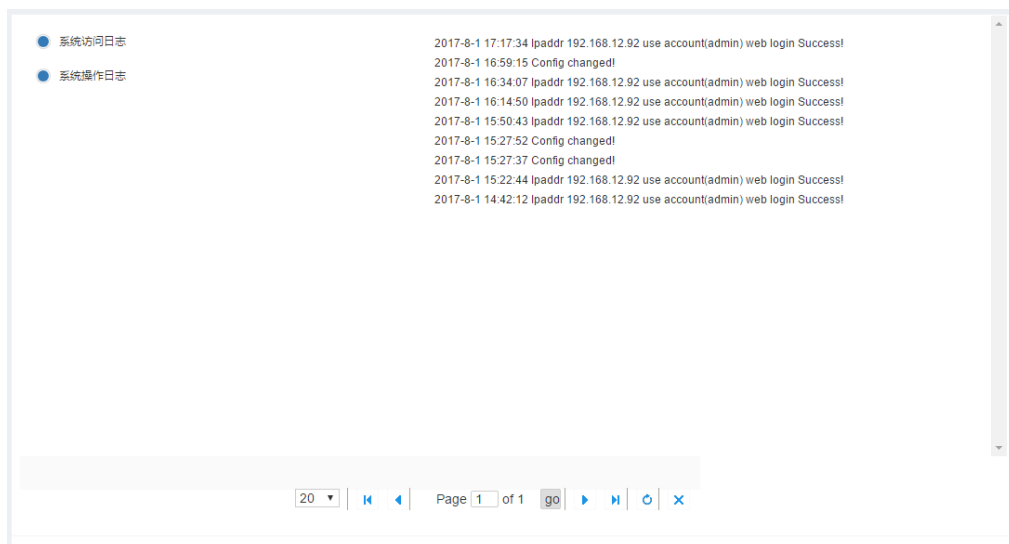 系统访问日志
系统操作日志
2017-8-1 17:17:34 Ipaddr 192.168.12.92 use account(admin) web login Success!
2017-8-1 16:59:15 Config changed!
2017-8-1 16:34:07 Ipaddr 192.168.12.92 use account(admin) web login Success!
2017-8-1 16:14:50 Ipaddr 192.168.12.92 use account(admin) web login Success!
2017-8-1 15:50:43 Ipaddr 192.168.12.92 use account(admin) web login Success!
2017-8-1 15:27:52 Config changed!
2017-8-1 15:27:37 Config changed!
2017-8-1 15:22:44 Ipaddr 192.168.12.92 use account(admin) web login Success!
2017-8-1 14:42:12 Ipaddr 192.168.12.92 use account(admin) web login Success!
20 Page 1 of 1 go